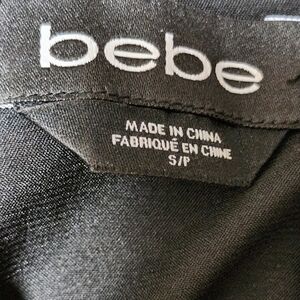 bebe
MADE IN CHINA
FABRIQUÉ EN CHINE
S/P